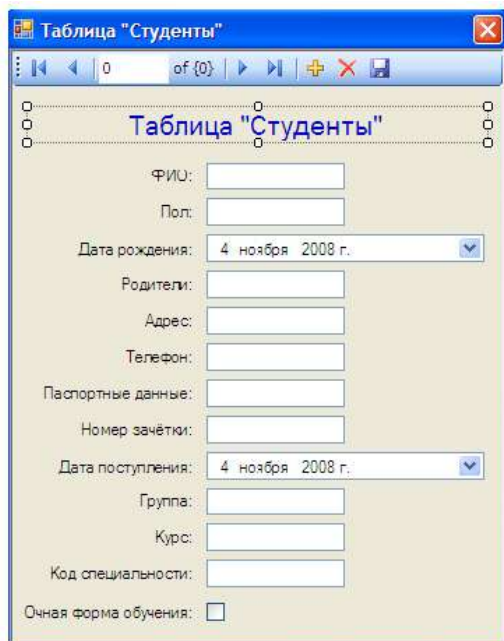 Таблица "Студенты"
0 of {0}
Таблица "Студенты"
ФИО:
Пол:
Дата рождения: 4 ноября 2008 г.
Родители:
Адрес:
Телефон:
Паспортные данные:
Номер зачётки:
Дата поступления: 4 ноября 2008 г.
Группа:
Курс:
Код специальности:
Очная форма обучения: